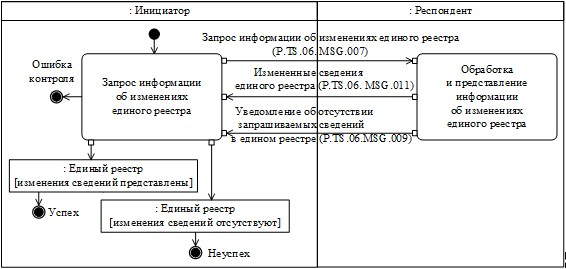 : Инициатор
: Респондент
Запрос информации об изменениях единого реестра
(P.TS.06.MSG.007)
Ошибка
контроля
Запрос информации
об изменениях
единого реестра
Измененные сведения
единого реестра (P.TS.06. MSG.011)
Уведомление об отсутствии
запрашиваемых сведений
в едином реестре (P.TS.06. MSG.009)
Обработка
и представление
информации
об изменениях
единого реестра
: Единый реестр
[изменения сведений представлены]
Успех
: Единый реестр
[изменения сведений отсутствуют]
Неуспех